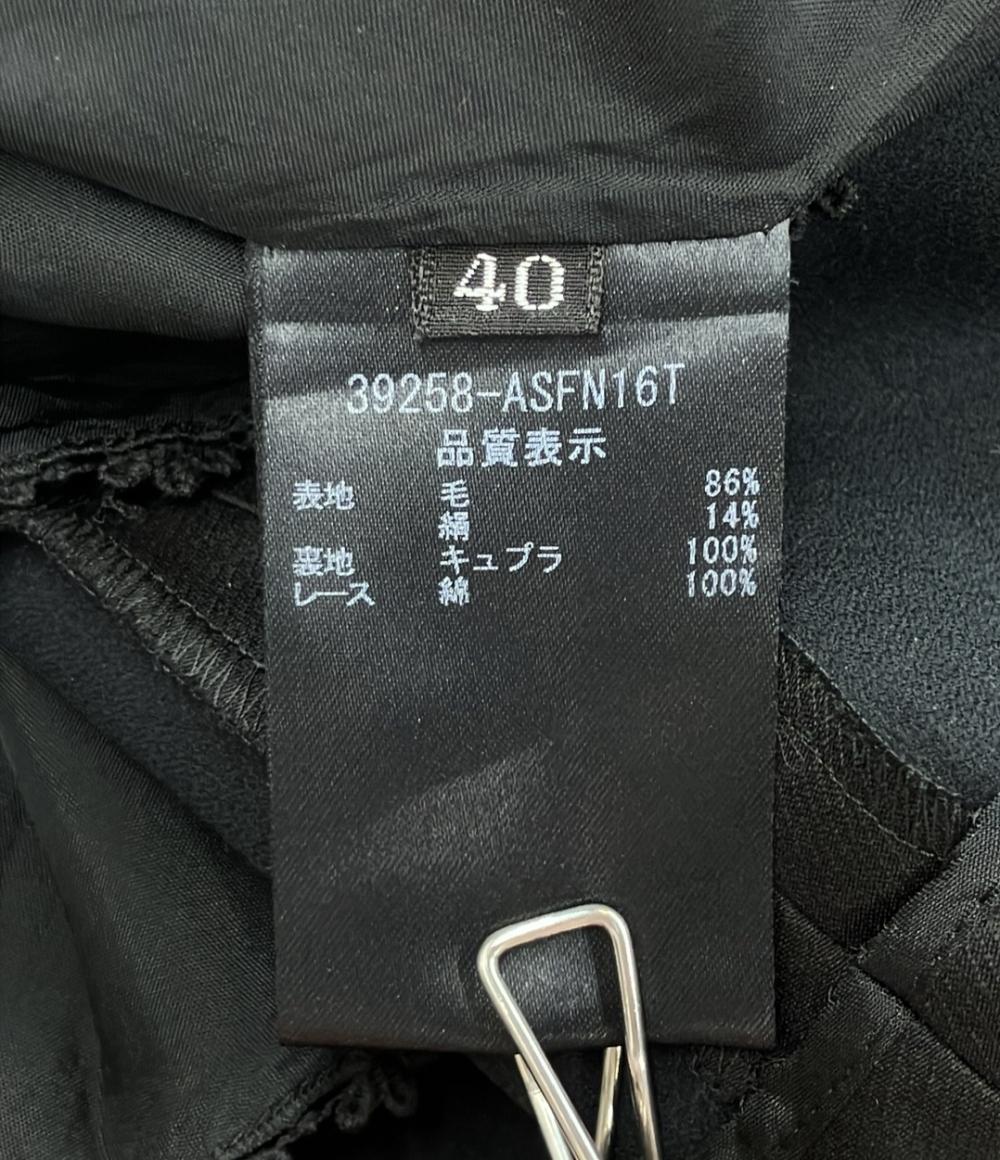 40
39258-ASFN16T
品質表示
表地 毛 86%
絹 14%
裏地 キュプラ 100%
レース 綿 100%